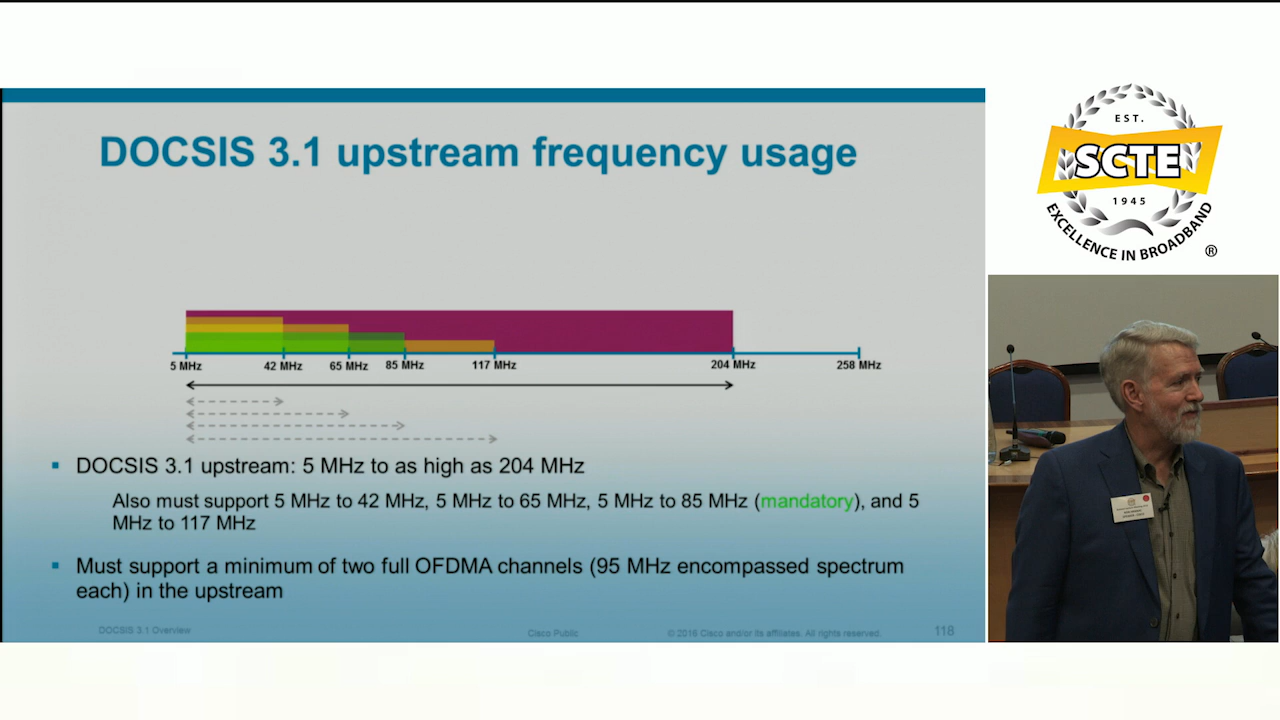 DOCSIS 3.1 upstream frequency usage
5 MHz
42 MHz
65 MHz
85 MHz
117 MHz
204 MHz
258 MHz
DOCSIS 3.1 upstream: 5 MHz to as high as 204 MHz
Also must support 5 MHz to 42 MHz, 5 MHz to 65 MHz, 5 MHz to 85 MHz (mandatory), and 5
MHz to 117 MHz
Must support a minimum of two full OFDMA channels (95 MHz encompassed spectrum
each) in the upstream
DOCSIS 3.1 Overview
Cisco Public
© 2016 Cisco and/or its affiliates. All rights reserved.
118
EST.
SCTE
1945
EXCELLENCE IN BROADBAND
®